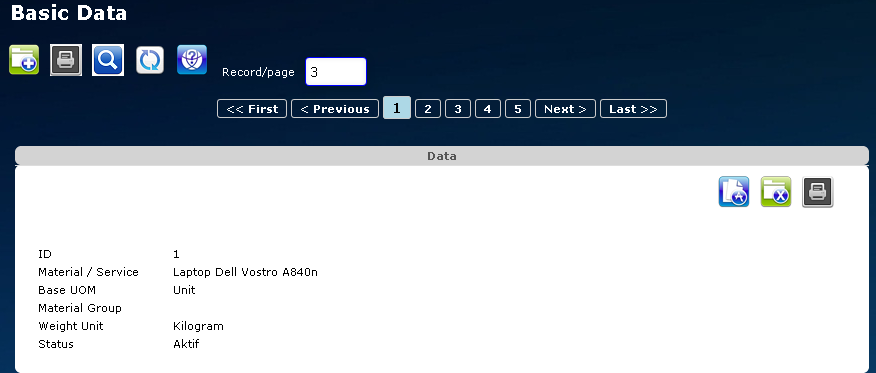 Basic Data
Record/page 3
<< First < Previous 1 2 3 4 5 Next > Last >>
Data
ID 1
Material / Service Laptop Dell Vostro A840n
Base UOM Unit
Material Group
Weight Unit Kilogram
Status Aktif